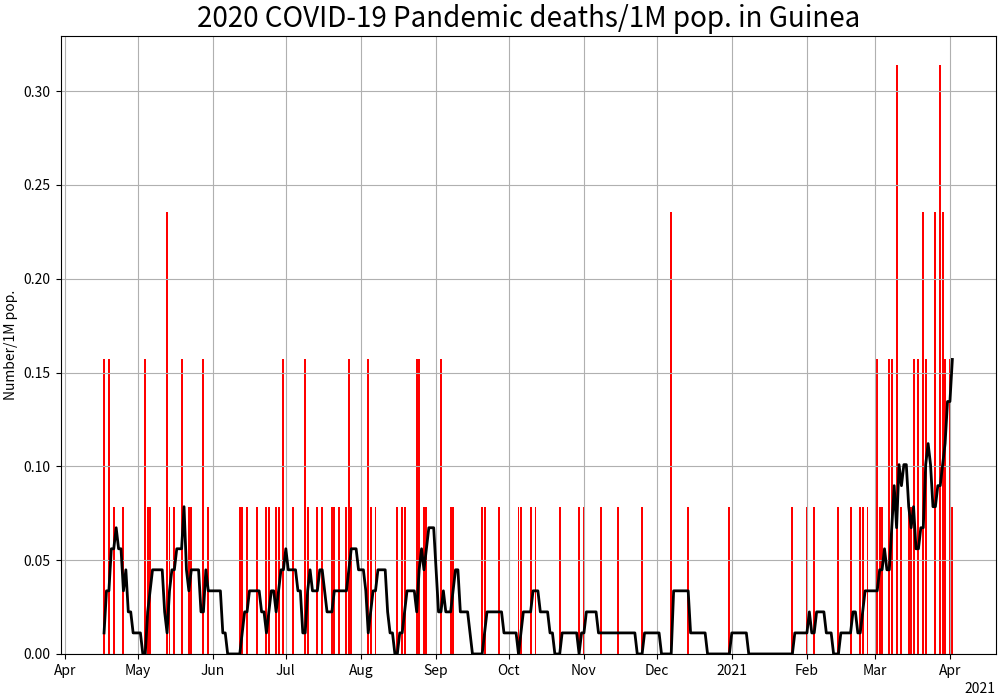 2020 COVID-19 Pandemic deaths/1M pop. in Guinea
Number/1M pop.
0.30
0.25
0.20
0.15
0.10
0.05
0.00
Apr May Jun Jul Aug Sep Oct Nov Dec 2021 Feb Mar Apr
2021